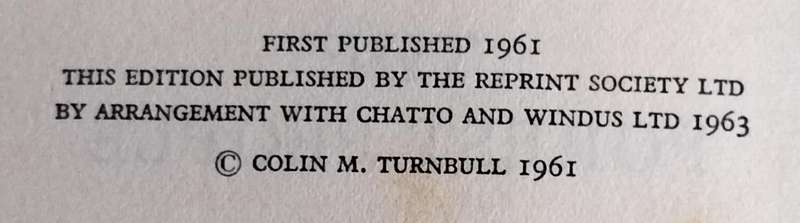 FIRST PUBLISHED 1961
THIS EDITION PUBLISHED BY THE REPRINT SOCIETY LTD
BY ARRANGEMENT WITH CHATTO AND WINDUS LTD 1963
© COLIN M. TURNBULL 1961